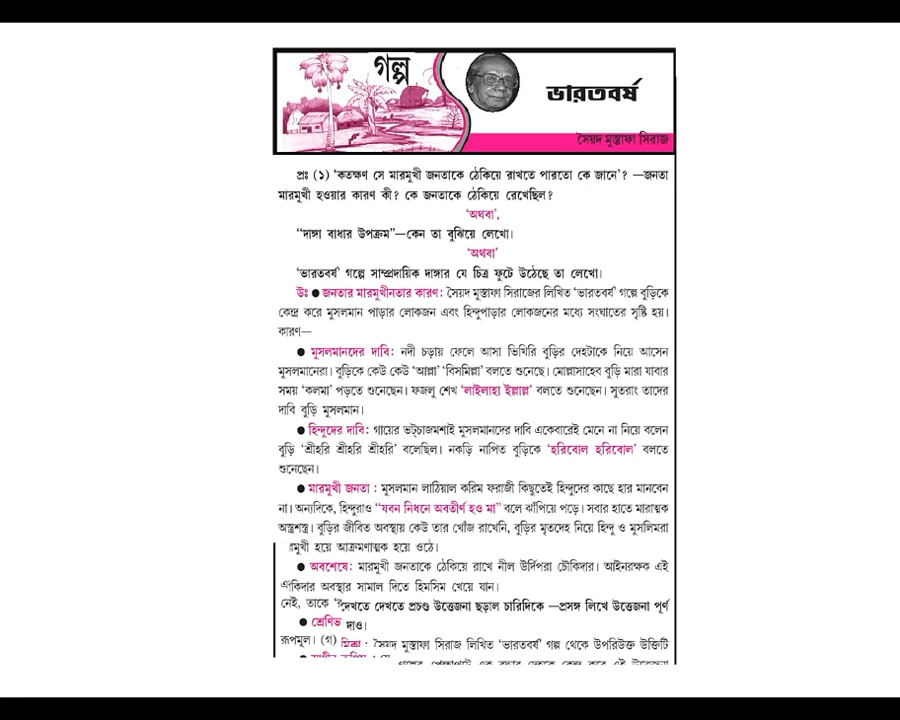 গল্প
ভারতবর্ষ
সৈয়দ মুস্তাফা সিরাজ
প্রঃ (১) ‘কতক্ষণ সে মারমুখী জনতাকে ঠেকিয়ে রাখতে পারতো কে জানে’? —জনতা
মারমুখী হওয়ার কারণ কী? কে জনতাকে ঠেকিয়ে রেখেছিল?
‘অথবা’,
‘‘দাঙ্গা বাধার উপক্রম’’—কেন তা বুঝিয়ে লেখো।
‘অথবা’
‘ভারতবর্ষ’ গল্পে সাম্প্রদায়িক দাঙ্গার যে চিত্র ফুটে উঠেছে তা লেখো।
উঃ ● জনতার মারমুখীনতার কারণ: সৈয়দ মুস্তাফা সিরাজের লিখিত ‘ভারতবর্ষ’ গল্পে বুড়িকে
কেন্দ্র করে মুসলমান পাড়ার লোকজন এবং হিন্দুপাড়ার লোকজনের মধ্যে সংঘাতের সৃষ্টি হয়।
কারণ—
● মুসলমানদের দাবি: নদী চড়ায় ফেলে আসা ভিখিরি বুড়ির দেহটাকে নিয়ে আসেন
মুসলমানেরা। বুড়িকে কেউ কেউ ‘আল্লা’ ‘বিসমিল্লা’ বলতে শুনেছে। মোল্লাসাহেব বুড়ি মারা যাবার
সময় ‘কলমা’ পড়তে শুনেছেন। ফজলু শেখ ‘লাইলাহা ইল্লাল্ল’ বলতে শুনেছেন। সুতরাং তাদের
দাবি বুড়ি মুসলমান।
● হিন্দুদের দাবি: গায়ের ভট্চাজমশাই মুসলমানদের দাবি একেবারেই মেনে না নিয়ে বলেন
বুড়ি ‘শ্রীহরি শ্রীহরি শ্রীহরি’ বলেছিল। নকড়ি নাপিত বুড়িকে ‘হরিবোল হরিবোল’ বলতে
শুনেছেন।
● মারমুখী জনতা : মুসলমান লাঠিয়াল করিম ফরাজী কিছুতেই হিন্দুদের কাছে হার মানবেন
না। অন্যদিকে, হিন্দুরাও ‘‘যবন নিধনে অবতীর্ণ হও মা’’ বলে ঝাঁপিয়ে পড়ে। সবার হাতে মারাত্মক
অস্ত্রশস্ত্র। বুড়ির জীবিত অবস্থায় কেউ তার খোঁজ রাখেনি, বুড়ির মৃতদেহ নিয়ে হিন্দু ও মুসলিমরা
রমুখী হয়ে আক্রমণাত্মক হয়ে ওঠে।
● অবশেষে: মারমুখী জনতাকে ঠেকিয়ে রাখে নীল উর্দিপরা চৌকিদার। আইনরক্ষক এই
কিদার অবস্থার সামাল দিতে হিমসিম খেয়ে যান।
নেই, তাকে দেখতে দেখতে প্রচণ্ড উত্তেজনা ছড়াল চারিদিকে —প্রসঙ্গ লিখে উত্তেজনা পূর্ণ
● শ্রেণিভ দাও।
রূপমূল। (গ) মিকা : সৈয়দ মুস্তাফা সিরাজ লিখিত ‘ভারতবর্ষ’ গল্প থেকে উপরিউক্ত উক্তিটি